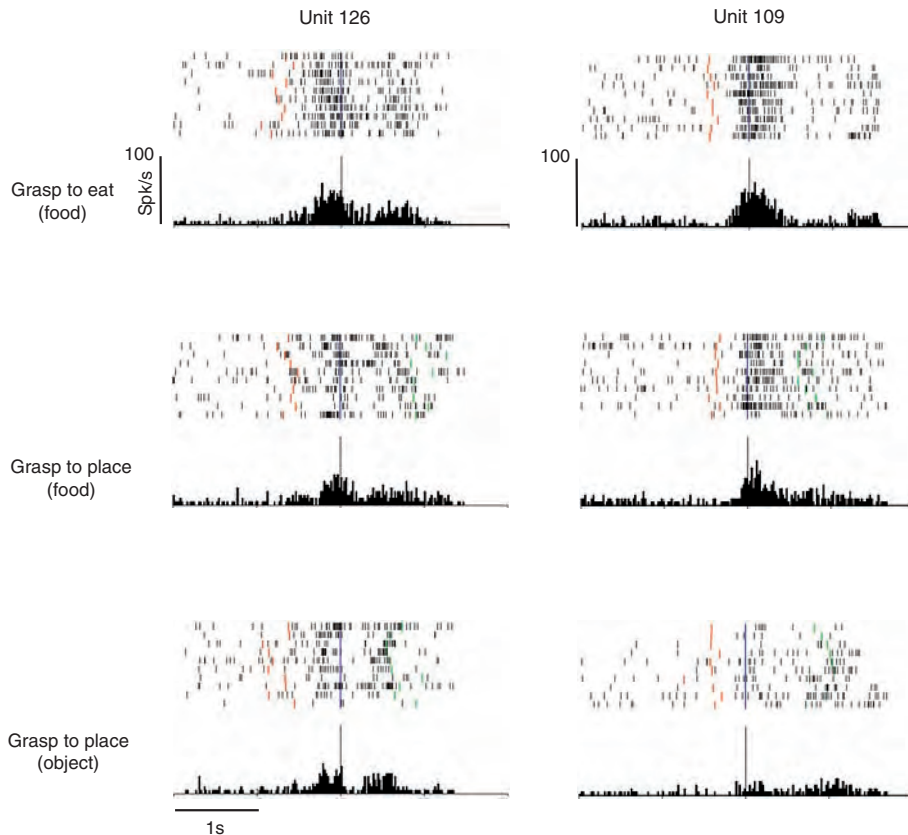 Unit 126
Unit 109
100
Spk/s
100
Grasp to eat
(food)
Grasp to place
(food)
Grasp to place
(object)
1s